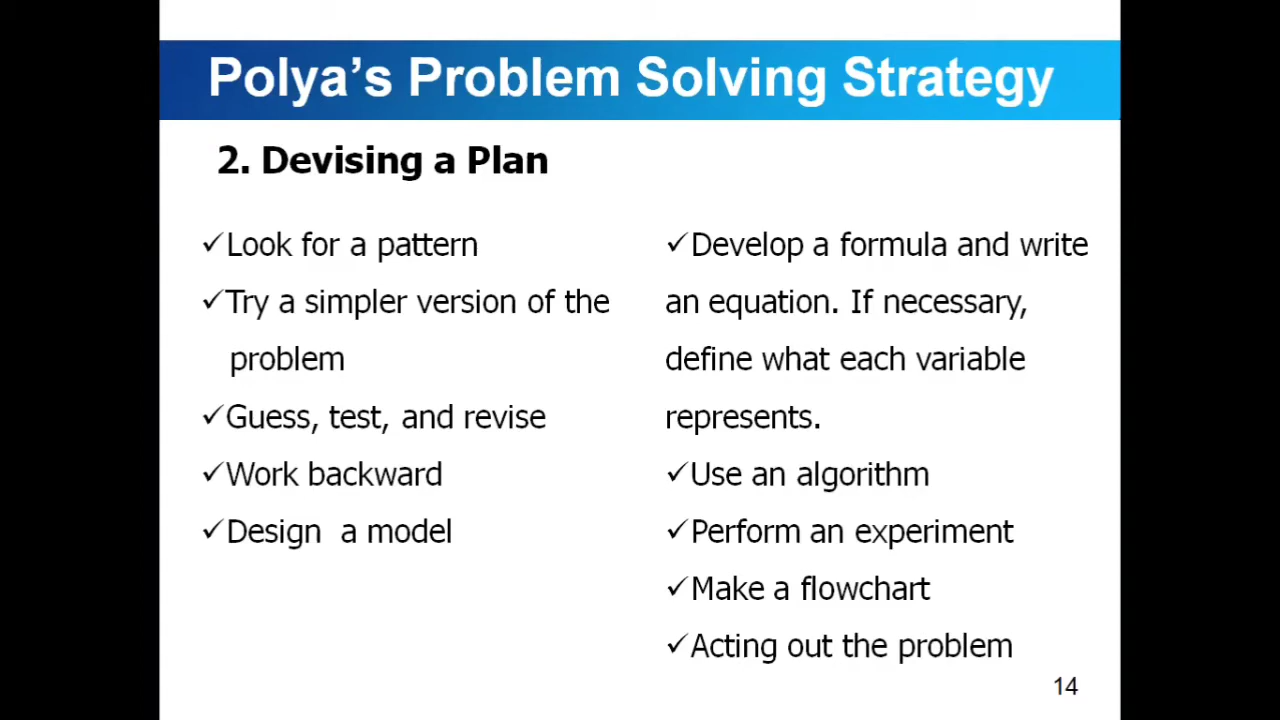 Polya’s Problem Solving Strategy
2. Devising a Plan
✓Look for a pattern
✓Try a simpler version of the
problem
✓Guess, test, and revise
✓Work backward
✓Design a model
✓Develop a formula and write
an equation. If necessary,
define what each variable
represents.
✓Use an algorithm
✓Perform an experiment
✓Make a flowchart
✓Acting out the problem
14